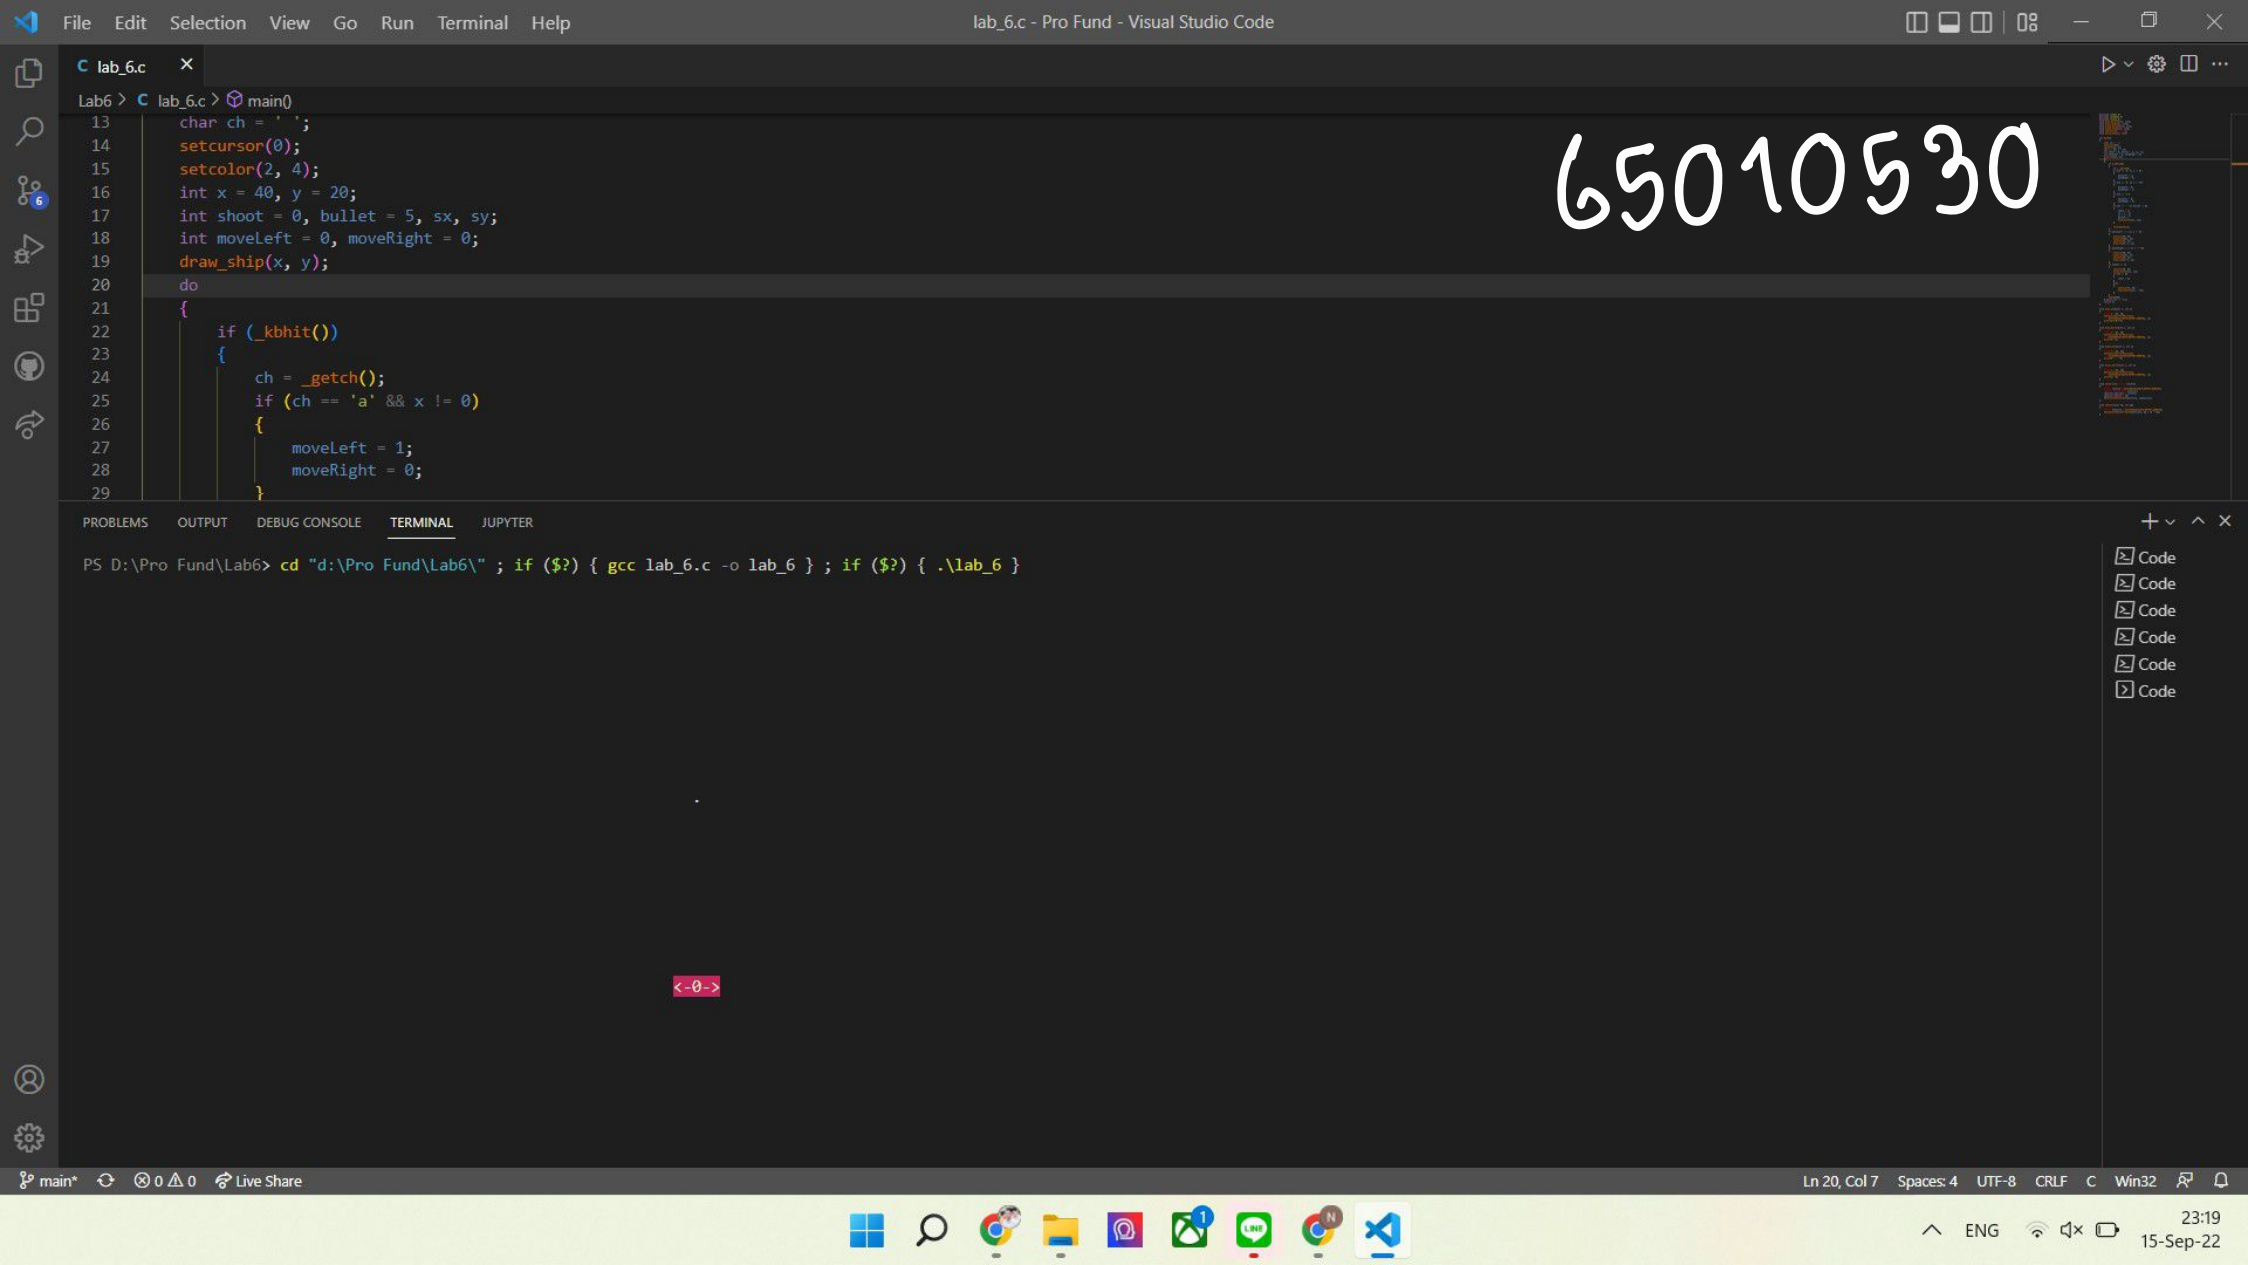 File Edit Selection View Go Run Terminal Help lab_6.c - Pro Fund - Visual Studio Code
C lab_6.c
Lab6 > C lab_6.c > main()
65010530
13 char ch = ' ';
14 setcursor(0);
15 setcolor(2, 4);
16 int x = 40, y = 20;
17 int shoot = 0, bullet = 5, sx, sy;
18 int moveLeft = 0, moveRight = 0;
19 draw_ship(x, y);
20 do
21 {
22 if (_kbhit())
23 {
24 ch = _getch();
25 if (ch == 'a' && x != 0)
26 {
27 moveLeft = 1;
28 moveRight = 0;
29 }
6
PROBLEMS OUTPUT DEBUG CONSOLE TERMINAL JUPYTER
PS D:\Pro Fund\Lab6> cd "d:\Pro Fund\Lab6\" ; if ($?) { gcc lab_6.c -o lab_6 } ; if ($?) { .\lab_6 }
.
<-0->
Code
Code
Code
Code
Code
Code
main* 0 0 Live Share Ln 20, Col 7 Spaces: 4 UTF-8 CRLF C Win32
1 LINE N ENG 23:19
15-Sep-22